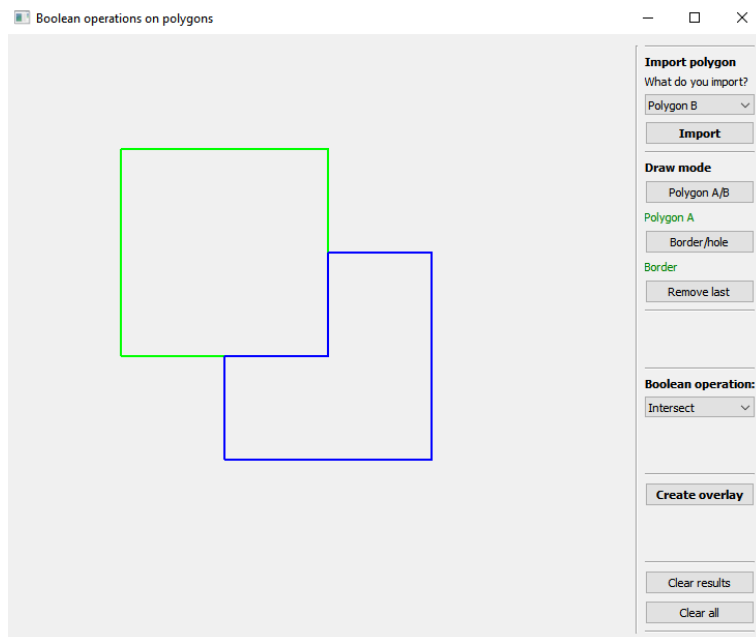 Boolean operations on polygons
Import polygon
What do you import?
Polygon B
Import
Draw mode
Polygon A/B
Polygon A
Border/hole
Border
Remove last
Boolean operation:
Intersect
Create overlay
Clear results
Clear all